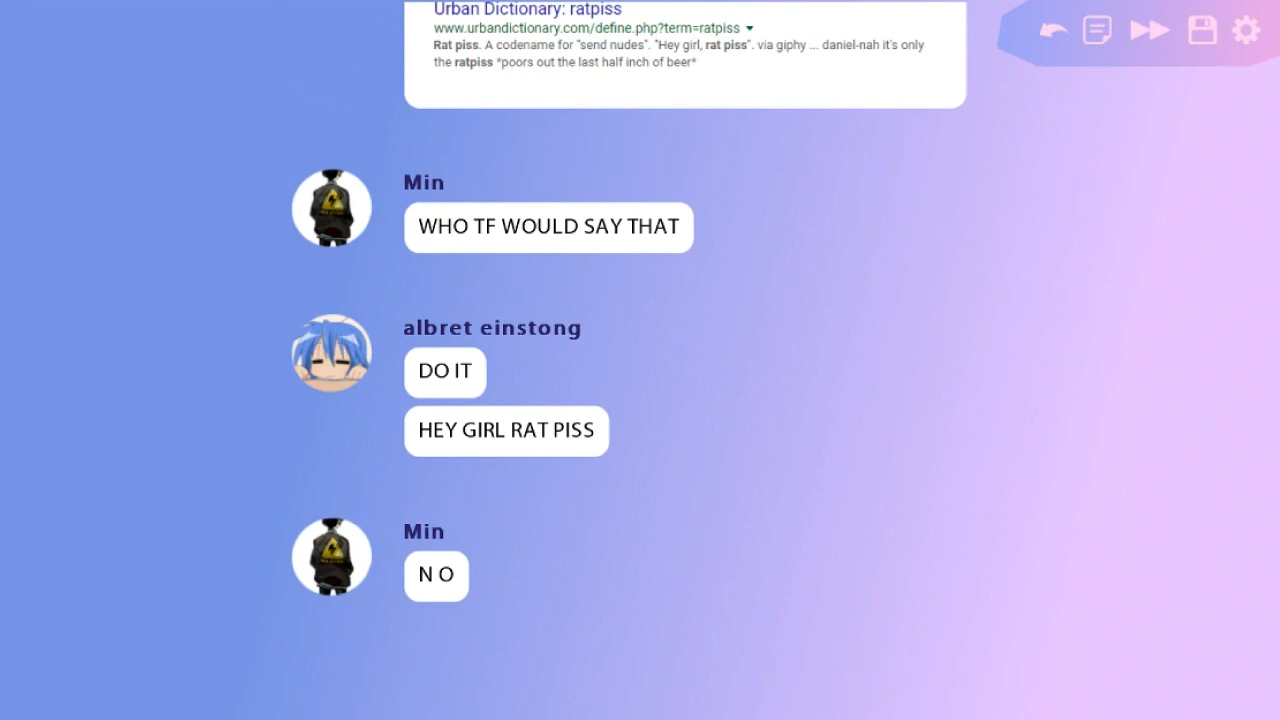 Urban Dictionary: ratpiss
www.urbandictionary.com/define.php?term=ratpiss
Rat piss. A codename for "send nudes". "Hey girl, rat piss". via giphy ... daniel-nah it's only
the ratpiss *poors out the last half inch of beer*
Min
WHO TF WOULD SAY THAT
albret einstong
DO IT
HEY GIRL RAT PISS
Min
N O